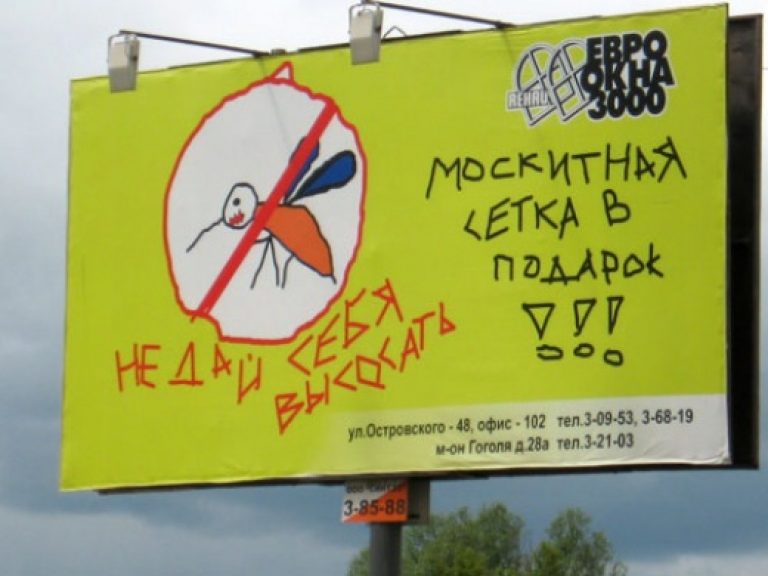 REHAU
ЕВРО
ОКНА
3000
МОСКИТНАЯ
СЕТКА В
ПОДАРОК
!!!
НЕ ДАЙ СЕБЯ
ВЫСОСАТЬ
ул.Островского - 48, офис - 102 тел.3-09-53, 3-68-19
м-он Гоголя д.28а тел.3-21-03
3-85-88